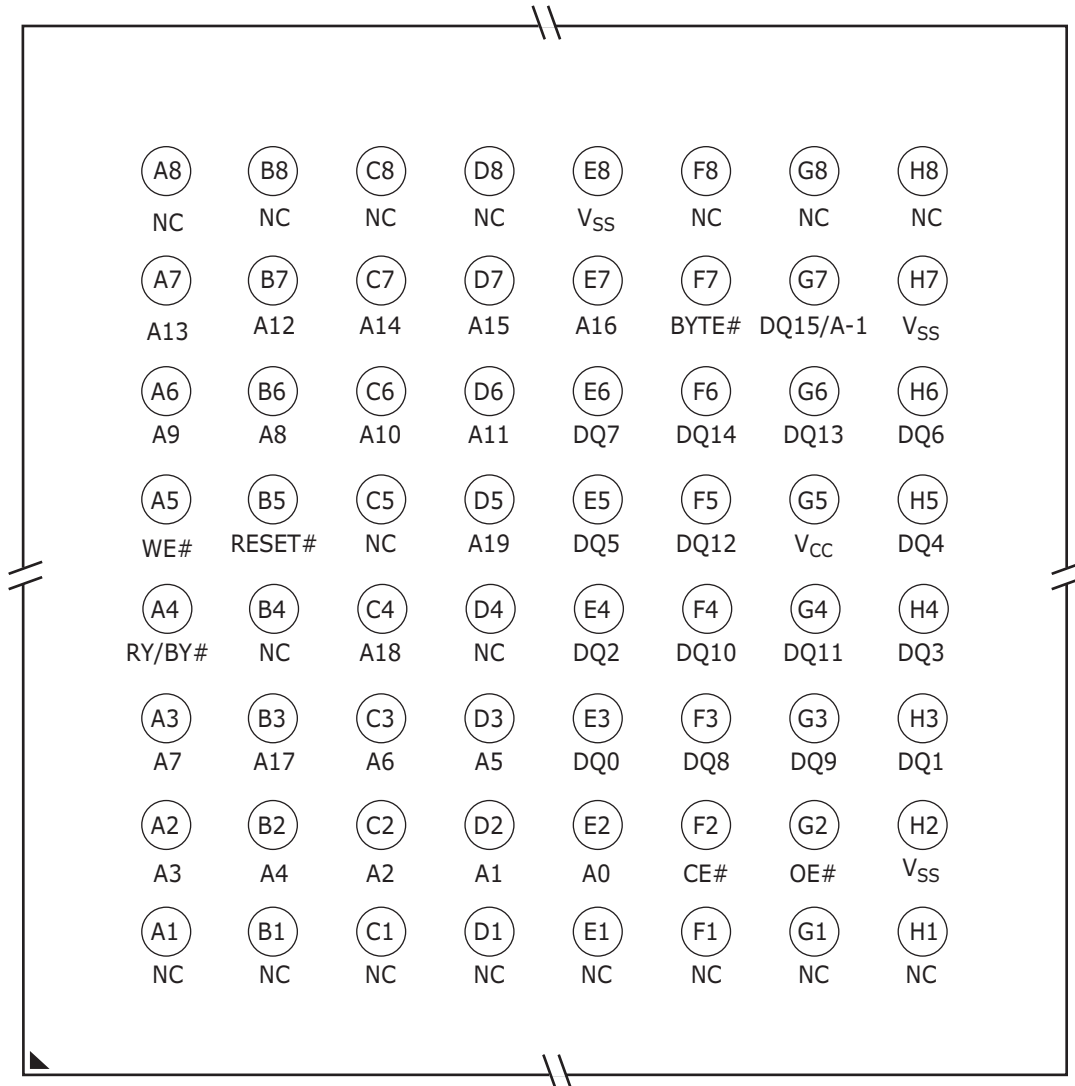 A8 B8 C8 D8 E8 F8 G8 H8
NC NC NC NC VSS NC NC NC
A7 B7 C7 D7 E7 F7 G7 H7
A13 A12 A14 A15 A16 BYTE# DQ15/A-1 VSS
A6 B6 C6 D6 E6 F6 G6 H6
A9 A8 A10 A11 DQ7 DQ14 DQ13 DQ6
A5 B5 C5 D5 E5 F5 G5 H5
WE# RESET# NC A19 DQ5 DQ12 VCC DQ4
A4 B4 C4 D4 E4 F4 G4 H4
RY/BY# NC A18 NC DQ2 DQ10 DQ11 DQ3
A3 B3 C3 D3 E3 F3 G3 H3
A7 A17 A6 A5 DQ0 DQ8 DQ9 DQ1
A2 B2 C2 D2 E2 F2 G2 H2
A3 A4 A2 A1 A0 CE# OE# VSS
A1 B1 C1 D1 E1 F1 G1 H1
NC NC NC NC NC NC NC NC